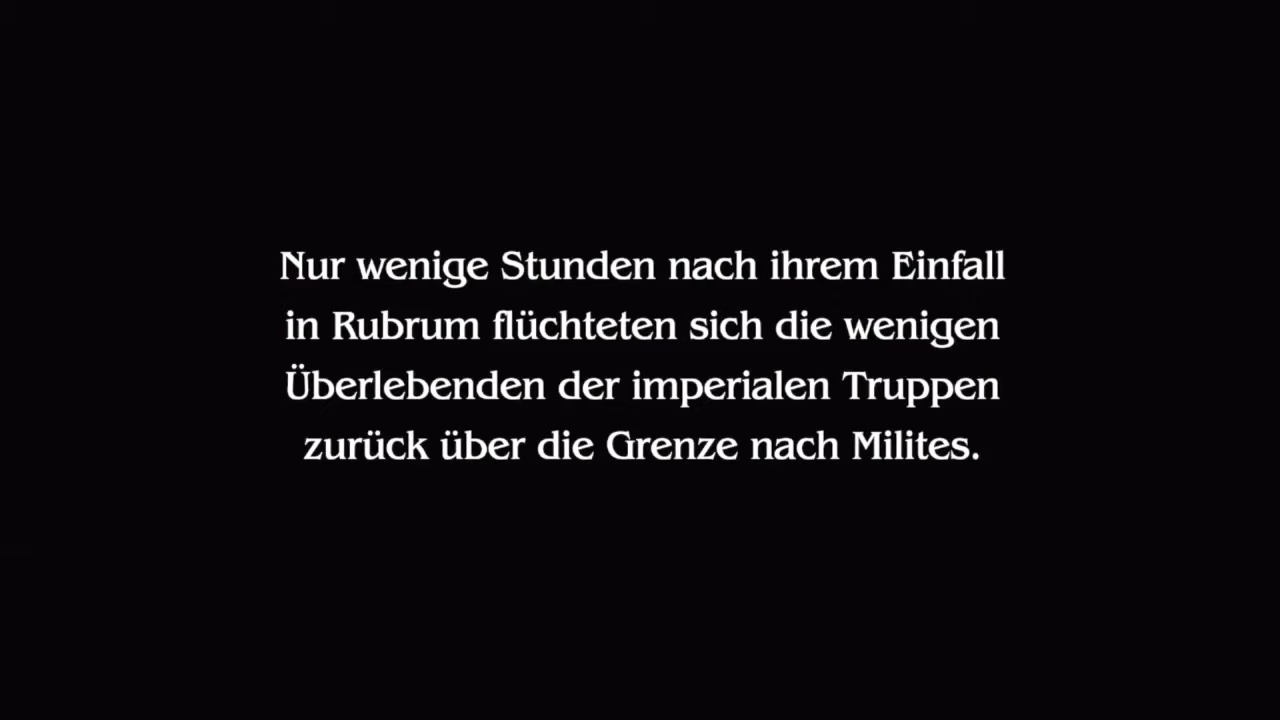 Nur wenige Stunden nach ihrem Einfall
in Rubrum flüchteten sich die wenigen
Überlebenden der imperialen Truppen
zurück über die Grenze nach Milites.